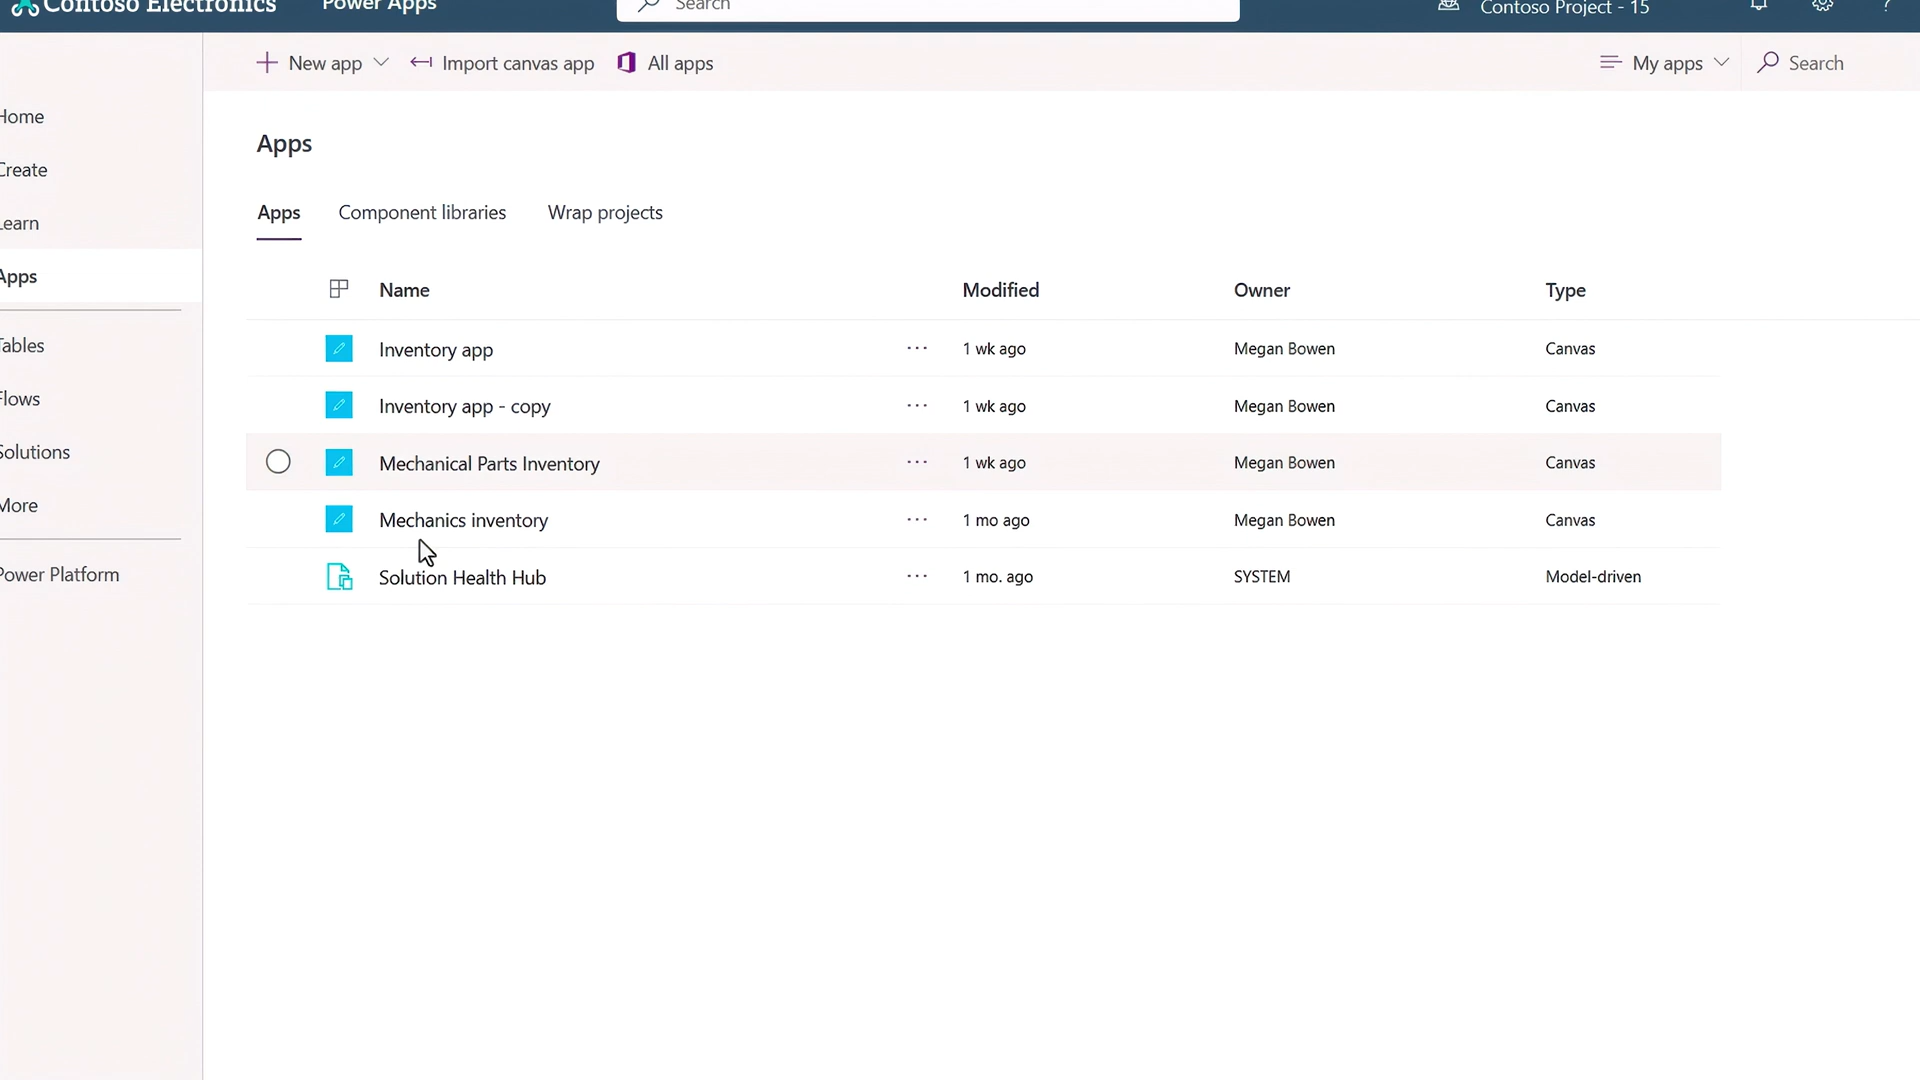 Contoso Electronics
Power Apps
Search
Contoso Project - 15
?
New app
Import canvas app
All apps
My apps
Search
Home
Create
Learn
Apps
Tables
Flows
Solutions
More
Power Platform
Apps
Apps Component libraries Wrap projects
Name Modified Owner Type
Inventory app ... 1 wk ago Megan Bowen Canvas
Inventory app - copy ... 1 wk ago Megan Bowen Canvas
Mechanical Parts Inventory ... 1 wk ago Megan Bowen Canvas
Mechanics inventory ... 1 mo ago Megan Bowen Canvas
Solution Health Hub ... 1 mo. ago SYSTEM Model-driven